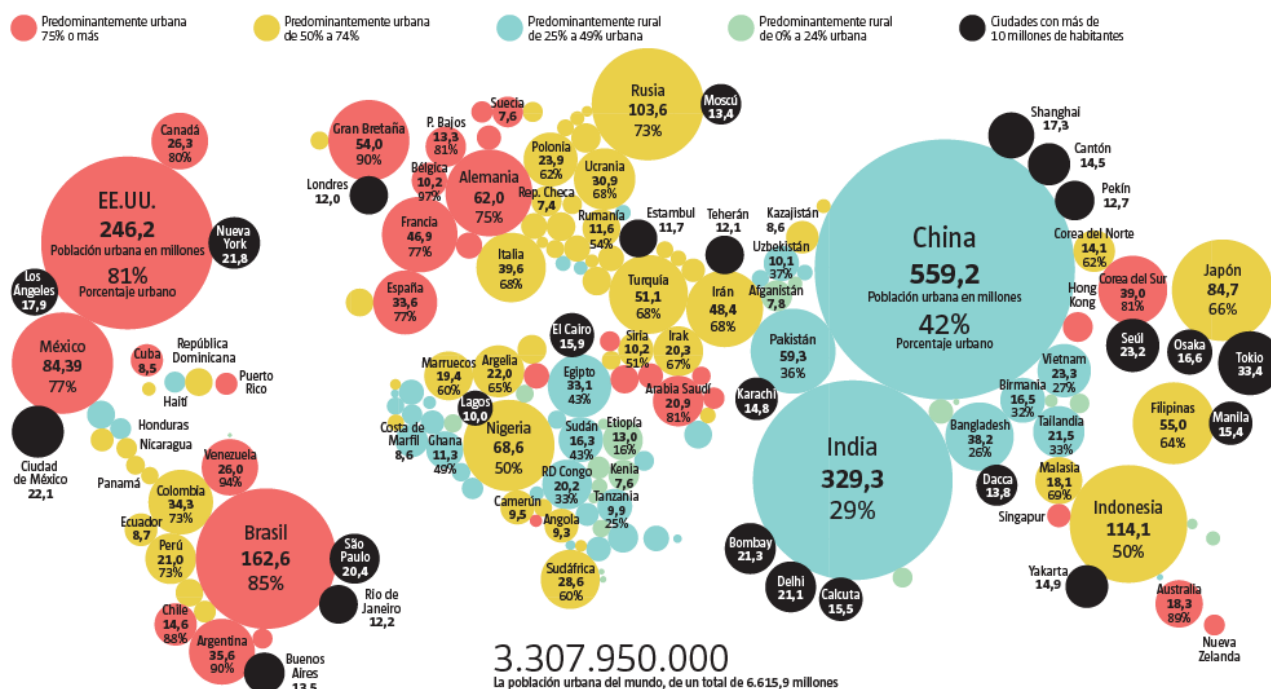 Predominantemente urbana
75% o más
Predominantemente urbana
de 50% a 74%
Predominantemente rural
de 25% a 49% urbana
Predominantemente rural
de 0% a 24% urbana
Ciudades con más de
10 millones de habitantes
Canadá
26,3
80%
EE.UU.
246,2
Población urbana en millones
81%
Porcentaje urbano
Nueva
York
21,8
Los
Ángeles
17,9
México
84,39
77%
Ciudad
de México
22,1
Cuba
8,5
República
Dominicana
Haití
Puerto
Rico
Honduras
Nicaragua
Panamá
Venezuela
26,0
94%
Colombia
34,3
73%
Ecuador
8,7
Perú
21,0
73%
Brasil
162,6
85%
São
Paulo
20,4
Río de
Janeiro
12,2
Chile
14,6
88%
Argentina
35,6
90%
Buenos
Aires
13,5
Gran Bretaña
54,0
90%
Londres
12,0
Suecia
7,6
P. Bajos
13,3
81%
Bélgica
10,2
97%
Alemania
62,0
75%
Francia
46,9
77%
España
33,6
77%
Italia
39,6
68%
Polonia
23,9
62%
Rep. Checa
7,4
Ucrania
30,9
68%
Rumanía
11,6
54%
Rusia
103,6
73%
Moscú
13,4
Estambul
11,7
Turquía
51,1
68%
Teherán
12,1
Irán
48,4
68%
Kazajistán
8,6
Uzbekistán
10,1
37%
Afganistán
7,8
Pakistán
59,3
36%
Karachi
14,8
Siria
10,2
51%
Irak
20,3
67%
Arabia Saudí
20,9
81%
El Cairo
15,9
Egipto
33,1
43%
Marruecos
19,4
60%
Argelia
22,0
65%
Lagos
10,0
Nigeria
68,6
50%
Costa de
Marfil
8,6
Ghana
11,3
49%
Sudán
16,3
43%
Etiopía
13,0
16%
RD Congo
20,2
33%
Kenia
7,6
Tanzania
9,9
25%
Camerún
9,5
Angola
9,3
Sudáfrica
28,6
60%
China
559,2
Población urbana en millones
42%
Porcentaje urbano
Shanghai
17,3
Cantón
14,5
Pekín
12,7
Corea del Norte
14,1
62%
Corea del Sur
39,0
81%
Hong
Kong
Seúl
23,2
Japón
84,7
66%
Osaka
16,6
Tokio
33,4
India
329,3
29%
Bombay
21,3
Delhi
21,1
Calcuta
15,5
Bangladesh
38,2
26%
Dacca
13,8
Birmania
16,5
32%
Vietnam
23,3
27%
Tailandia
21,5
33%
Malasia
18,1
69%
Singapur
Filipinas
55,0
64%
Manila
15,4
Indonesia
114,1
50%
Yakarta
14,9
Australia
18,3
89%
Nueva
Zelanda
3.307.950.000
La población urbana del mundo, de un total de 6.615,9 millones